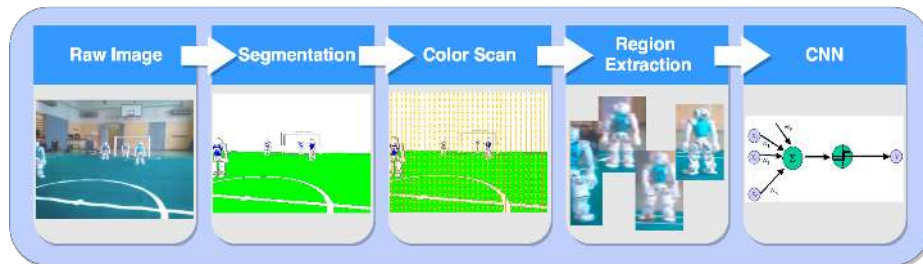 Raw Image
Segmentation
Color Scan
Region
Extraction
CNN
Σ